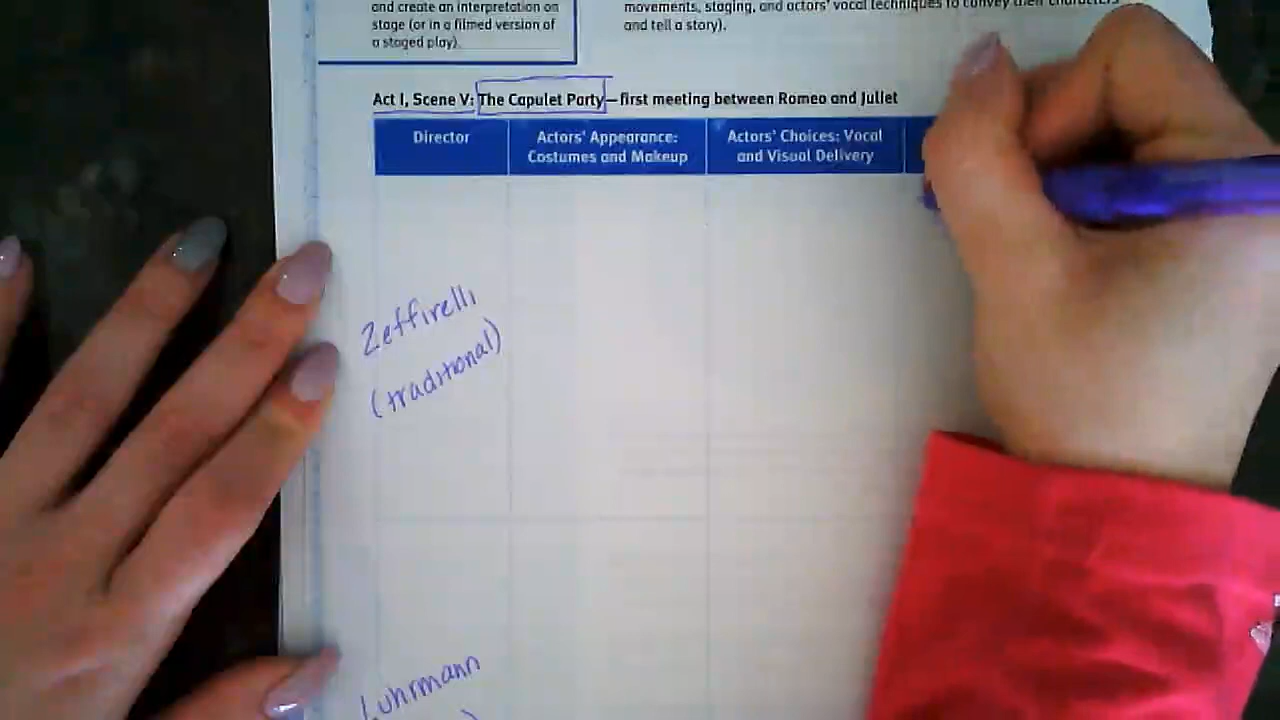 and create an interpretation on
stage (or in a filmed version of
a staged play).
movements, staging, and actors' vocal techniques to convey their characters
and tell a story).
Act I, Scene V: The Capulet Party—first meeting between Romeo and Juliet
Director
Actors' Appearance:
Costumes and Makeup
Actors' Choices: Vocal
and Visual Delivery
Zeffirelli
(traditional)
Luhrmann